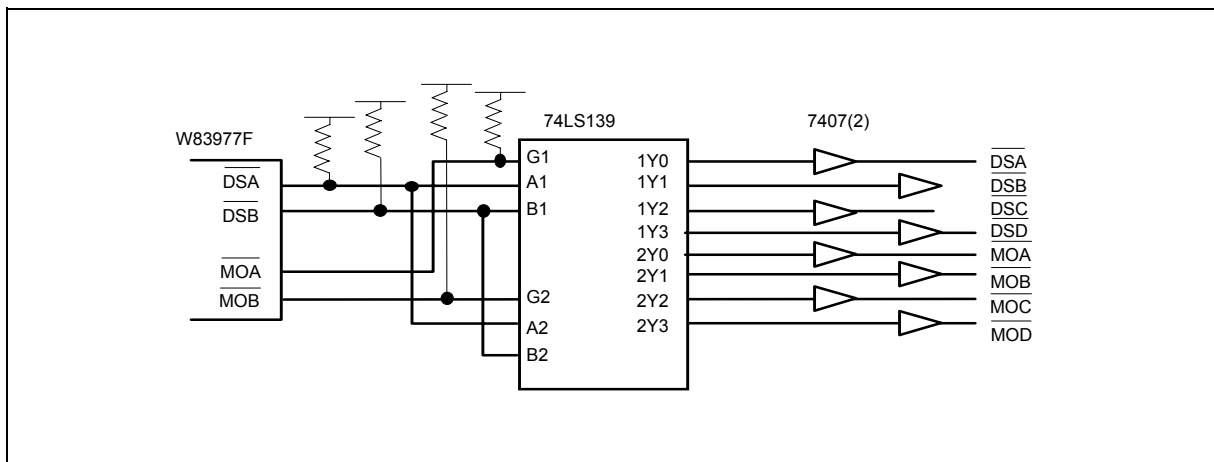 W83977F
DSA
DSB
MOA
MOB
74LS139
G1
A1
B1
G2
A2
B2
1Y0
1Y1
1Y2
1Y3
2Y0
2Y1
2Y2
2Y3
7407(2)
DSA
DSB
DSC
DSD
MOA
MOB
MOC
MOD